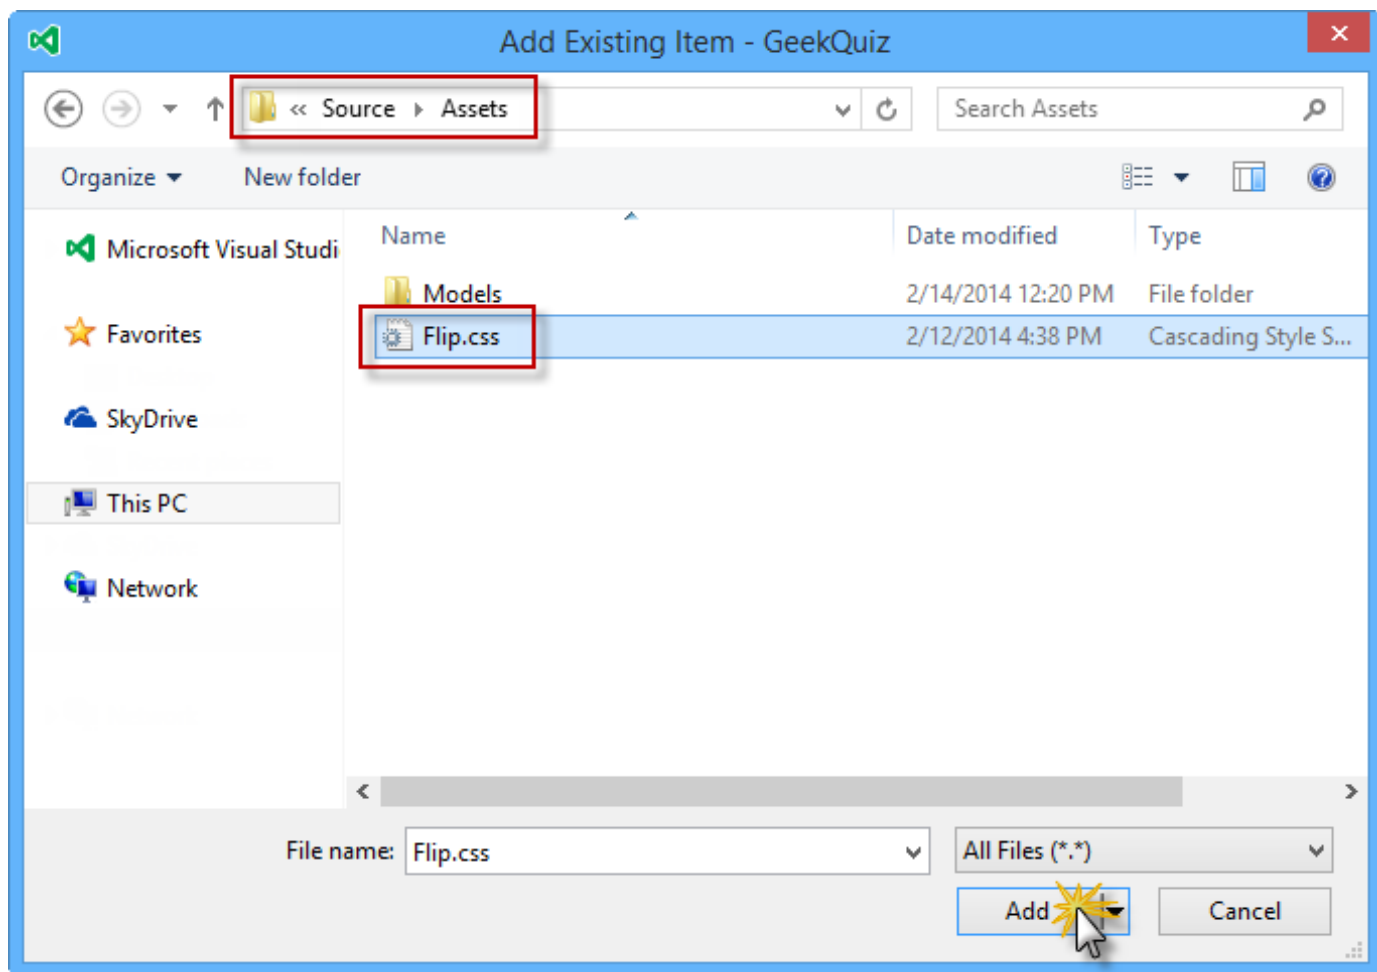 Add Existing Item - GeekQuiz
« Source Assets
Search Assets
Organize
New folder
Microsoft Visual Studi
Favorites
SkyDrive
This PC
Network
Name Date modified Type
Models 2/14/2014 12:20 PM File folder
Flip.css 2/12/2014 4:38 PM Cascading Style S...
File name: Flip.css
All Files (*.*)
Add
Cancel